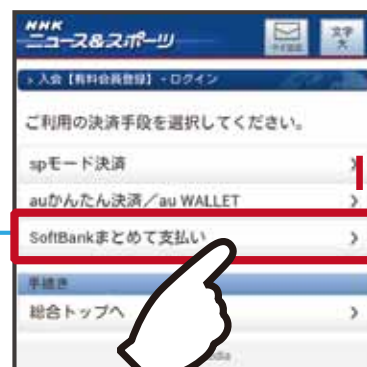 NHK
ニュース&スポーツ
文字
大
入会【有料会員登録】・ログイン
ご利用の決済手段を選択してください。
spモード決済
auかんたん決済／au WALLET
SoftBankまとめて支払い
手続き
総合トップへ